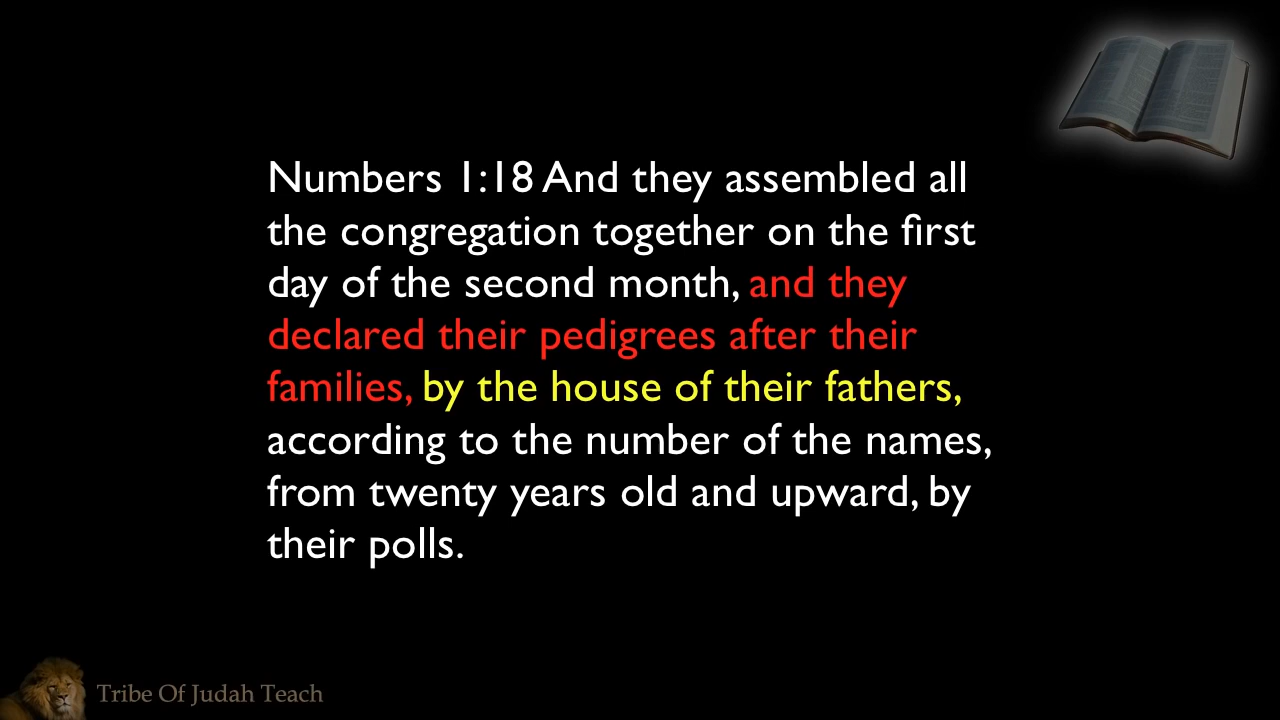 Numbers 1:18 And they assembled all
the congregation together on the first
day of the second month, and they
declared their pedigrees after their
families, by the house of their fathers,
according to the number of the names,
from twenty years old and upward, by
their polls.
Tribe Of Judah Teach